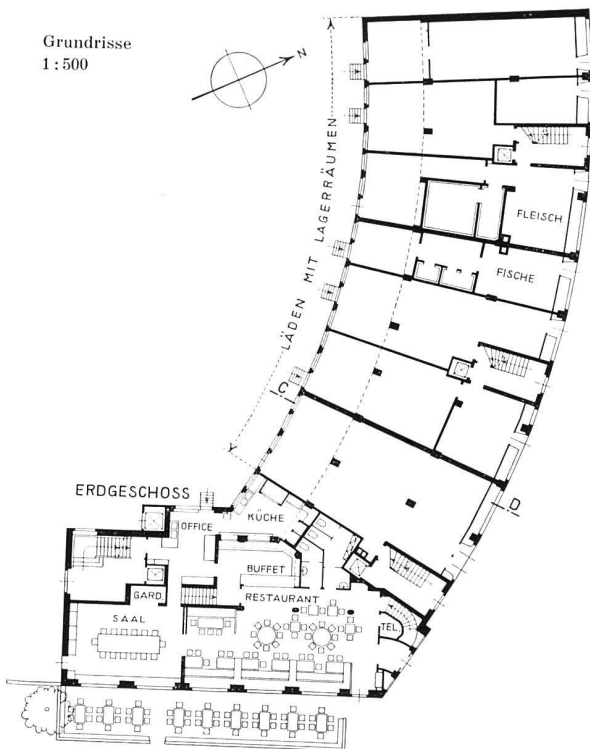 Grundrisse
1:500
N
LÄDEN MIT LAGERRÄUMEN
FLEISCH
FISCHE
C
Y
D
ERDGESCHOSS
OFFICE
KÜCHE
BUFFET
GARD.
RESTAURANT
SAAL
TEL.